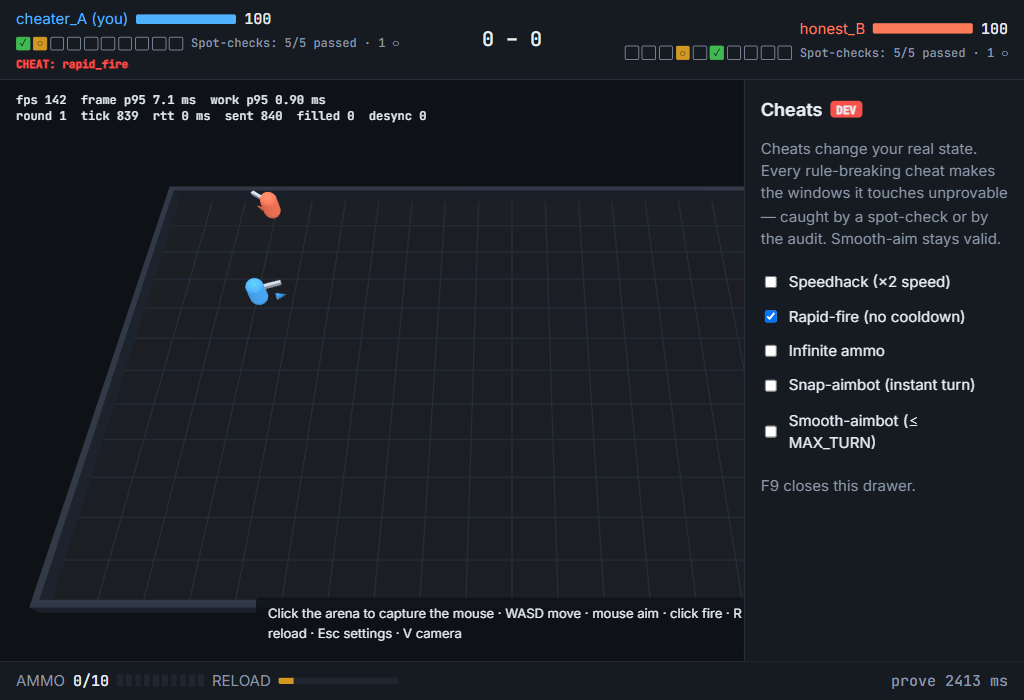 cheater_A (you) 100
Spot-checks: 5/5 passed · 1 ○
CHEAT: rapid_fire
0 – 0
honest_B 100
Spot-checks: 5/5 passed · 1 ○
fps 142 frame p95 7.1 ms work p95 0.90 ms
round 1 tick 839 rtt 0 ms sent 840 filled 0 desync 0
Cheats DEV
Cheats change your real state.
Every rule-breaking cheat makes
the windows it touches unprovable
— caught by a spot-check or by
the audit. Smooth-aim stays valid.
Speedhack (×2 speed)
Rapid-fire (no cooldown)
Infinite ammo
Snap-aimbot (instant turn)
Smooth-aimbot (≤
MAX_TURN)
F9 closes this drawer.
Click the arena to capture the mouse · WASD move · mouse aim · click fire · R
reload · Esc settings · V camera
AMMO 0/10 RELOAD
prove 2413 ms